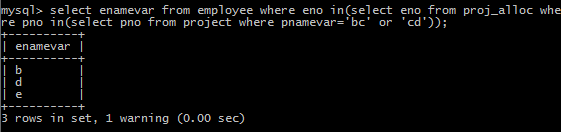 mysql> select enamevar from employee where eno in(select eno from proj_alloc whe
re pno in(select pno from project where pnamevar='bc' or 'cd'));
+----------+
| enamevar |
+----------+
| b        |
| d        |
| e        |
+----------+
3 rows in set, 1 warning (0.00 sec)